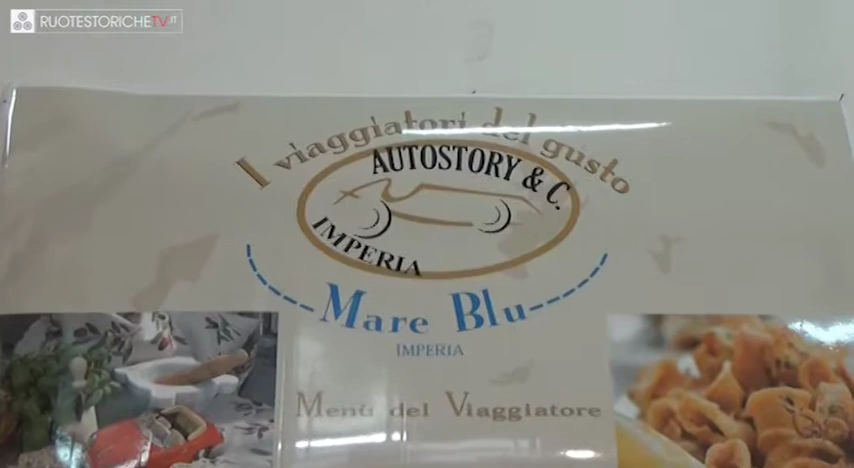 RUOTESTORICHETV.IT
I viaggiatori del gusto
AUTOSTORY & C.
IMPERIA
Mare Blu
IMPERIA
Menù del Viaggiatore